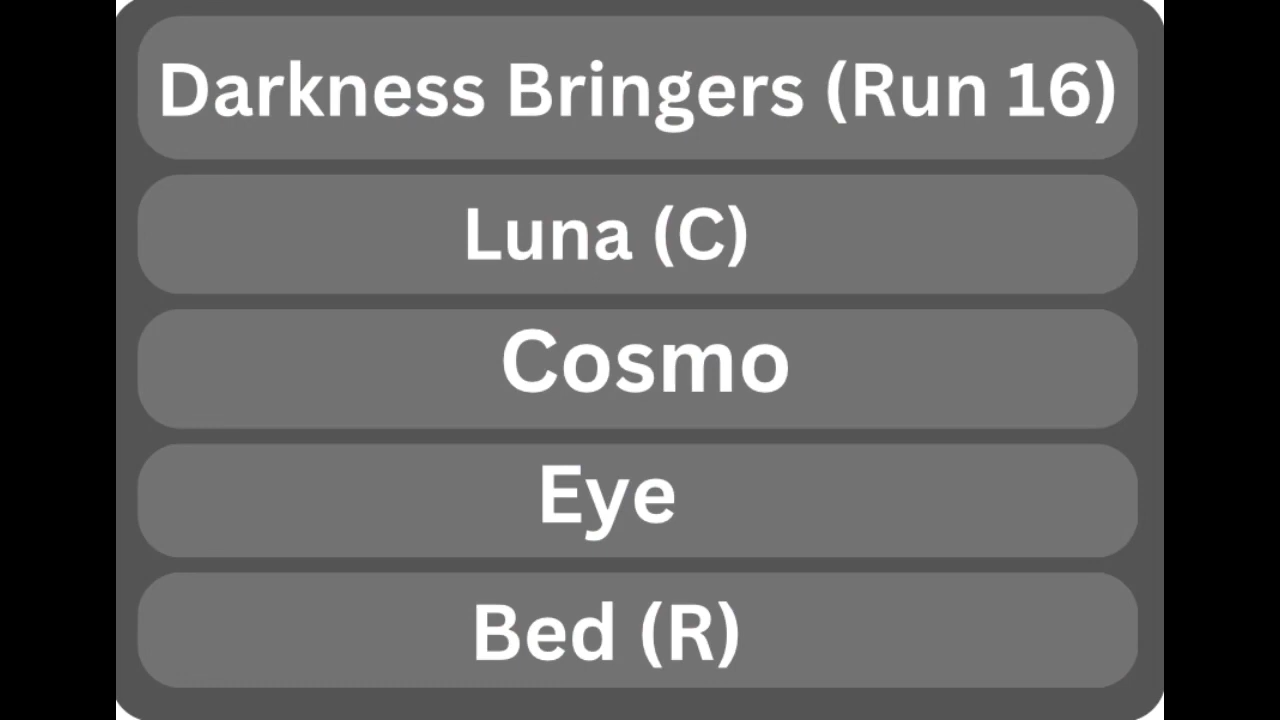 Darkness Bringers (Run 16)
Luna (C)
Cosmo
Eye
Bed (R)